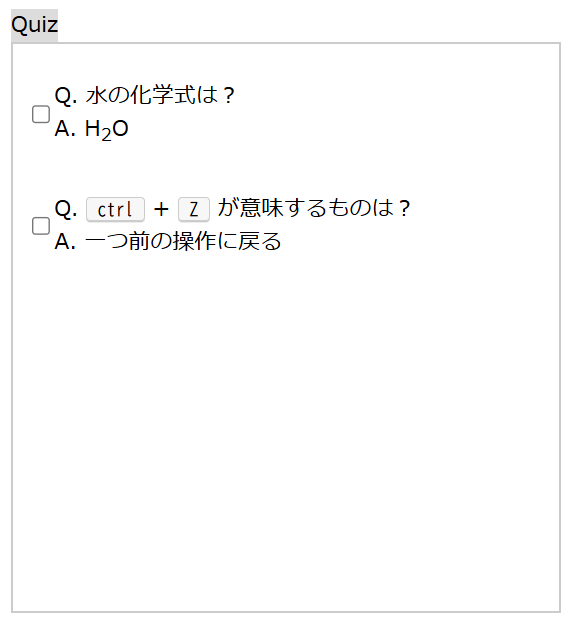 Quiz
Q. 水の化学式は？
A. H₂O
Q. ctrl + Z が意味するものは？
A. 一つ前の操作に戻る